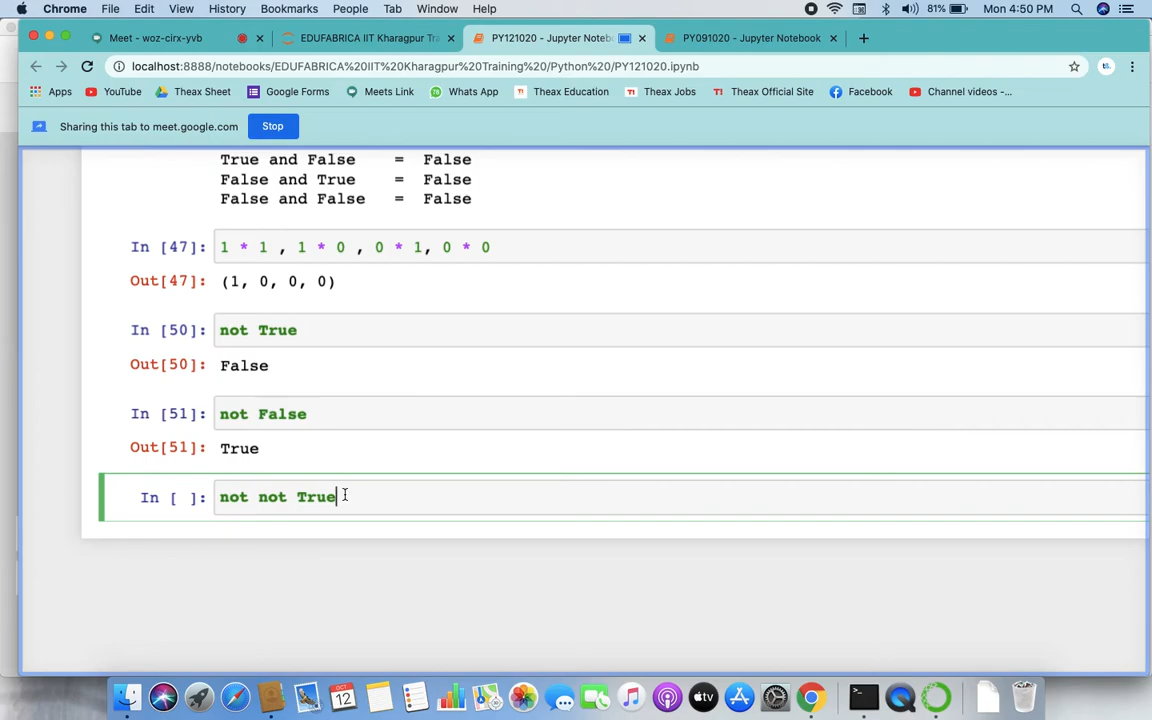 Chrome File Edit View History Bookmarks People Tab Window Help 81% Mon 4:50 PM
Meet - woz-cirx-yvb EDUFABRICA IIT Kharagpur Tra PY121020 - Jupyter Notebo PY091020 - Jupyter Notebook
localhost:8888/notebooks/EDUFABRICA%20IIT%20Kharagpur%20Training%20/Python%20/PY121020.ipynb
Apps YouTube Theax Sheet Google Forms Meets Link Whats App Theax Education Theax Jobs Theax Official Site Facebook Channel videos -...
Sharing this tab to meet.google.com Stop
True and False = False
False and True = False
False and False = False
In [47]: 1 * 1 , 1 * 0 , 0 * 1, 0 * 0
Out[47]: (1, 0, 0, 0)
In [50]: not True
Out[50]: False
In [51]: not False
Out[51]: True
In [ ]: not not True
OCT
12
tv